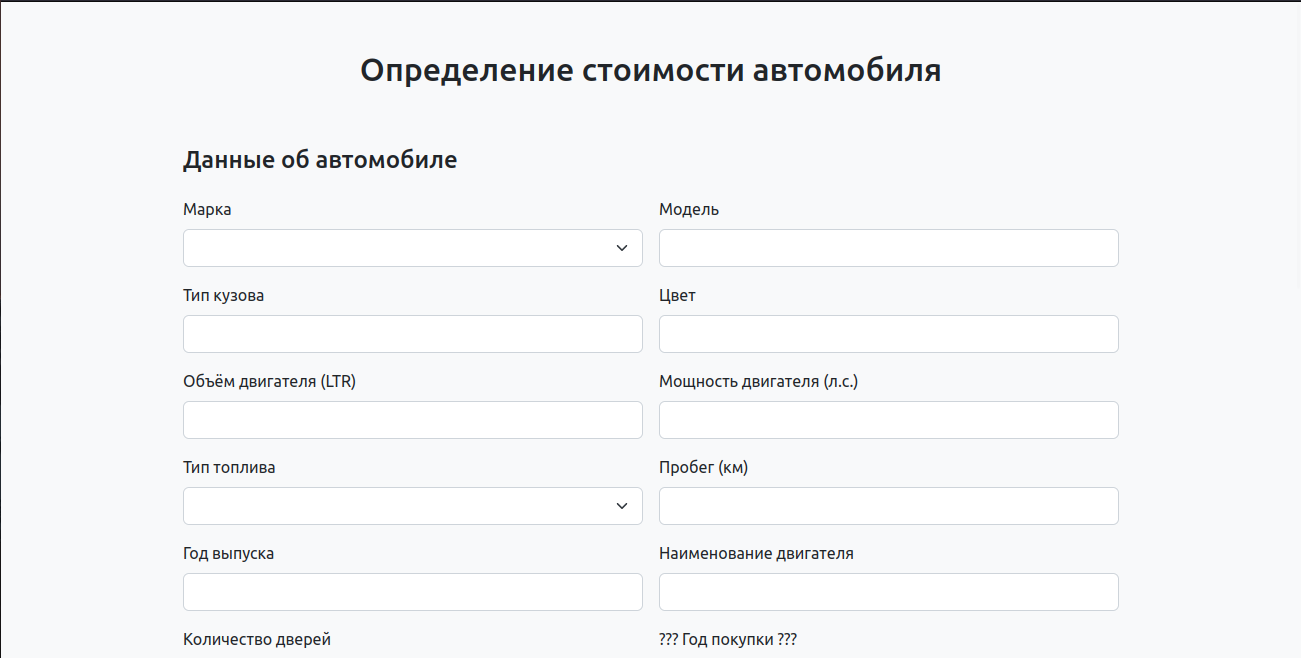 Определение стоимости автомобиля
Данные об автомобиле
Марка
Модель
Тип кузова
Цвет
Объём двигателя (LTR)
Мощность двигателя (л.с.)
Тип топлива
Пробег (км)
Год выпуска
Наименование двигателя
Количество дверей
??? Год покупки ???